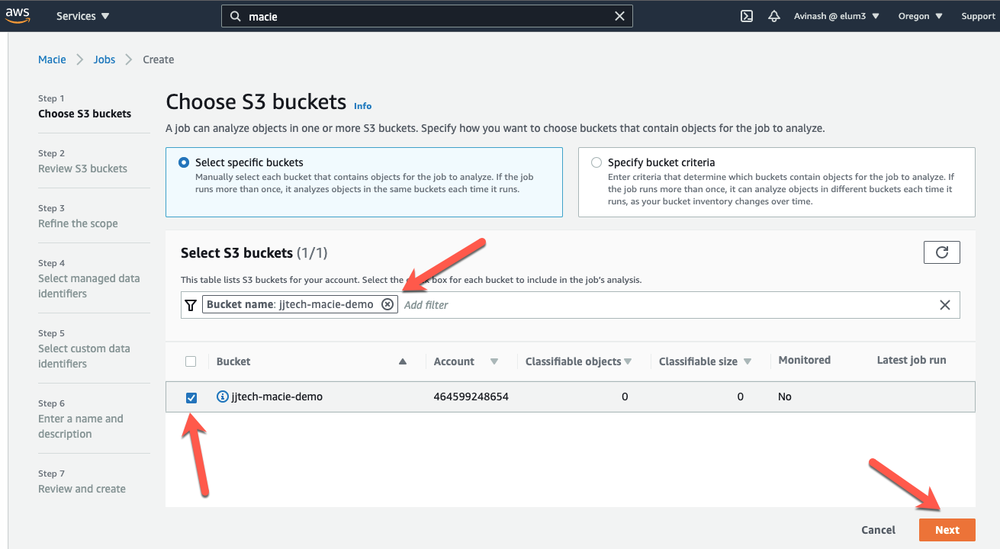 aws Services macie Avinash @ elum3 Oregon Support
Macie Jobs Create
Step 1
Choose S3 buckets
Step 2
Review S3 buckets
Step 3
Refine the scope
Step 4
Select managed data
identifiers
Step 5
Select custom data
identifiers
Step 6
Enter a name and
description
Step 7
Review and create
Choose S3 buckets Info
A job can analyze objects in one or more S3 buckets. Specify how you want to choose buckets that contain objects for the job to analyze.
Select specific buckets
Manually select each bucket that contains objects for the job to analyze. If the job
runs more than once, it analyzes objects in the same buckets each time it runs.
Specify bucket criteria
Enter criteria that determine which buckets contain objects for the job to analyze. If
the job runs more than once, it can analyze objects in different buckets each time it
runs, as your bucket inventory changes over time.
Select S3 buckets (1/1)
This table lists S3 buckets for your account. Select the box for each bucket to include in the job's analysis.
Bucket name: jjtech-macie-demo Add filter
Bucket Account Classifiable objects Classifiable size Monitored Latest job run
jjtech-macie-demo 464599248654 0 0 No
Cancel Next